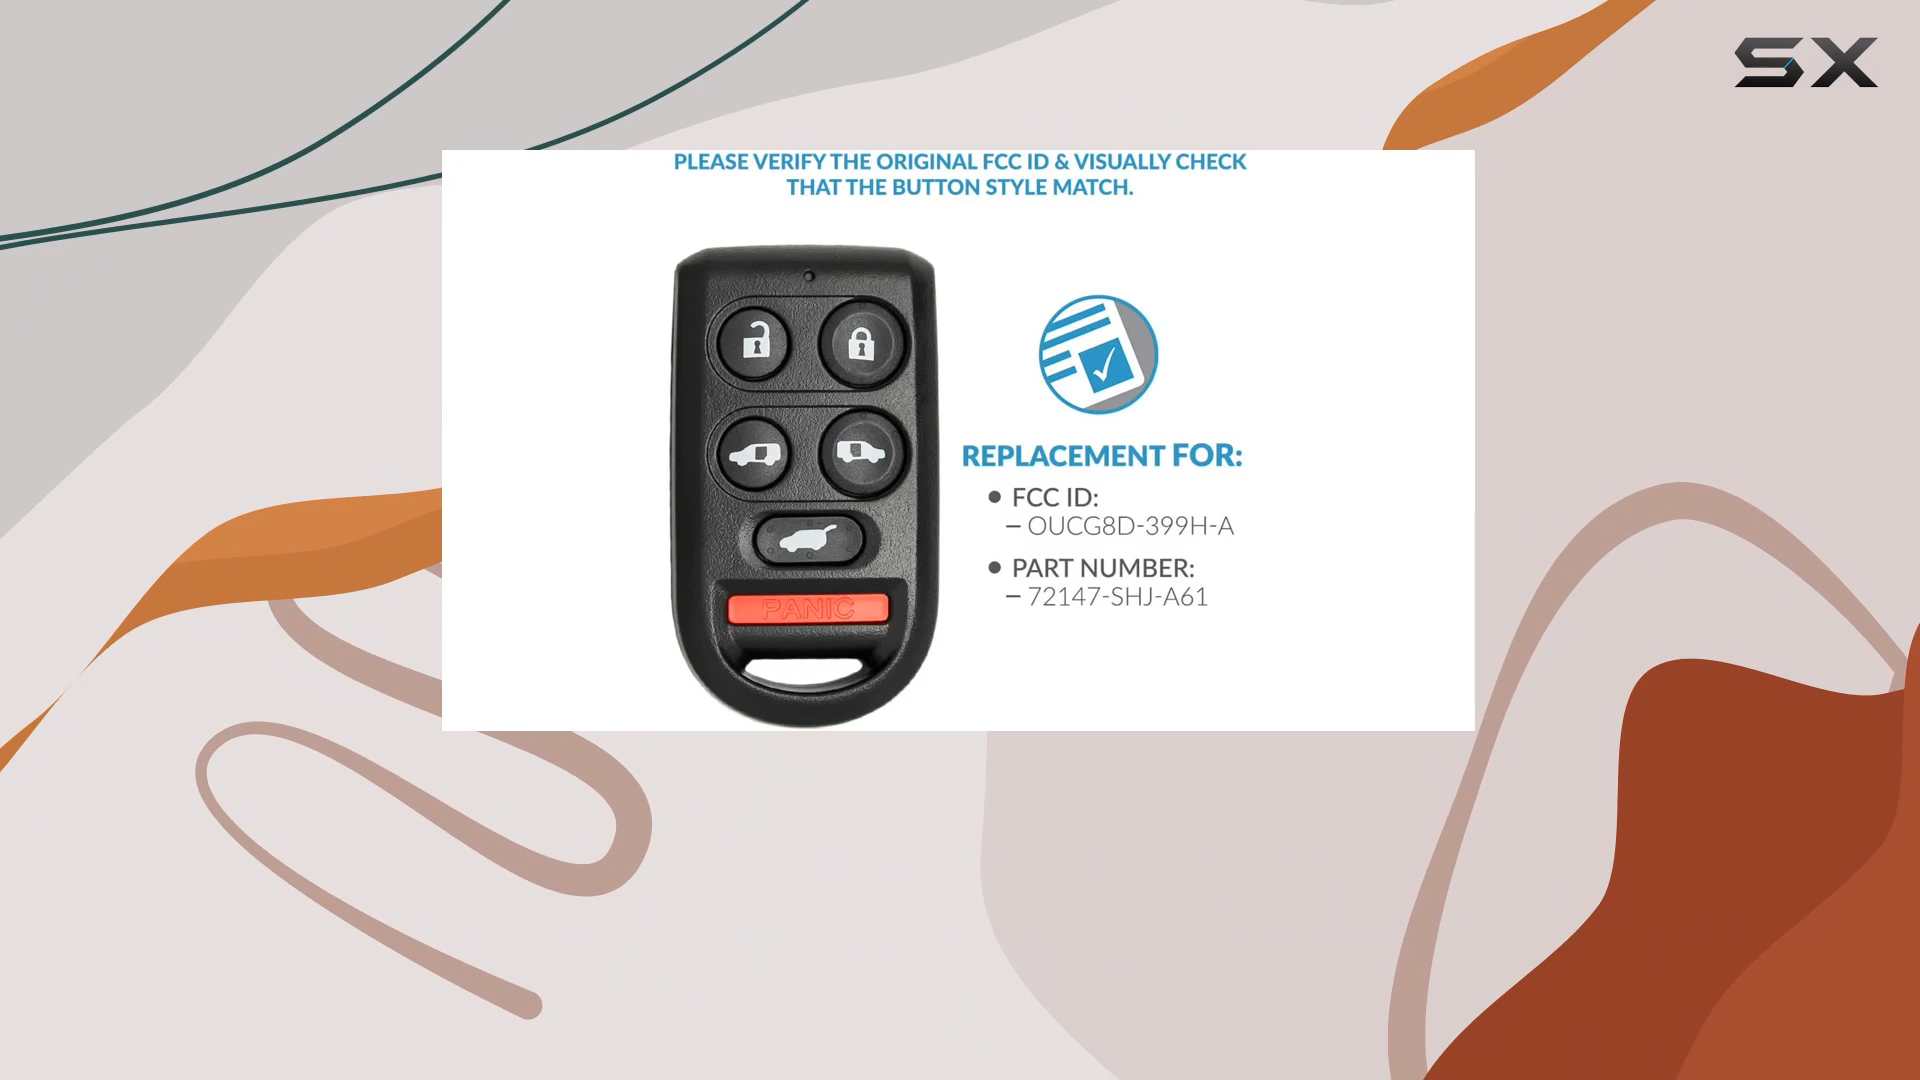 SX
PLEASE VERIFY THE ORIGINAL FCC ID & VISUALLY CHECK
THAT THE BUTTON STYLE MATCH.
REPLACEMENT FOR:
• FCC ID:
– OUCG8D-399H-A
• PART NUMBER:
– 72147-SHJ-A61
PANIC